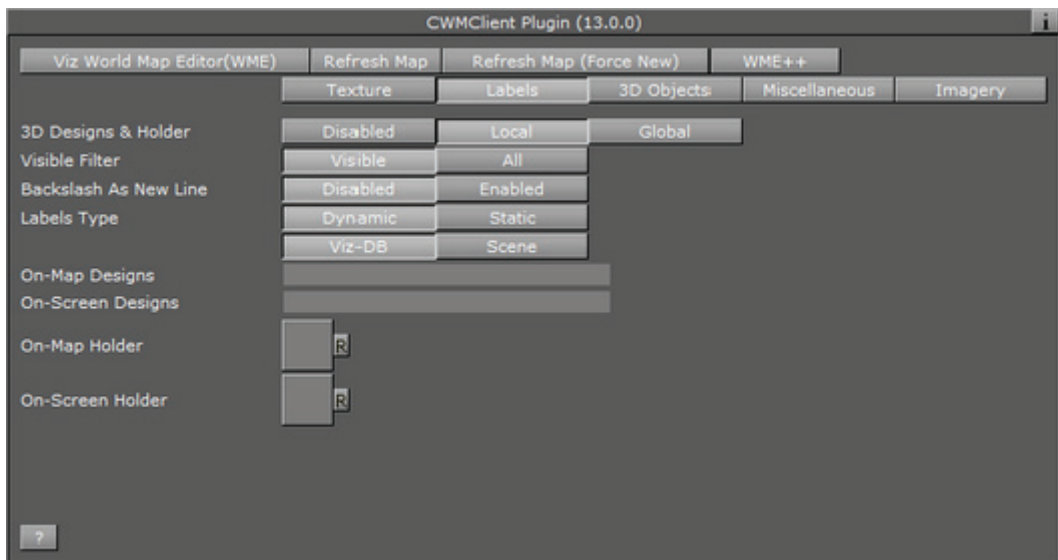 CWMClient Plugin (13.0.0) i
Viz World Map Editor(WME) Refresh Map Refresh Map (Force New) WME++
Texture Labels 3D Objects Miscellaneous Imagery
3D Designs & Holder Disabled Local Global
Visible Filter Visible All
Backslash As New Line Disabled Enabled
Labels Type Dynamic Static
Viz-DB Scene
On-Map Designs
On-Screen Designs
On-Map Holder R
On-Screen Holder R
?